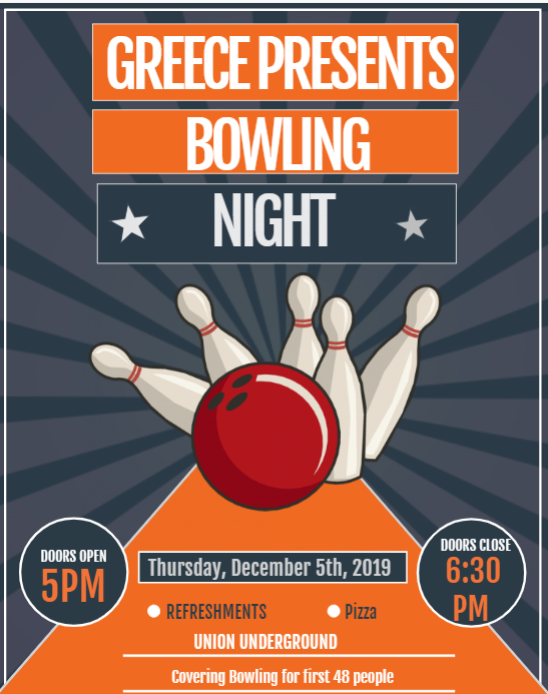 GREECE PRESENTS
BOWLING
NIGHT
DOORS OPEN
5PM
DOORS CLOSE
6:30
PM
Thursday, December 5th, 2019
REFRESHMENTS Pizza
UNION UNDERGROUND
Covering Bowling for first 48 people